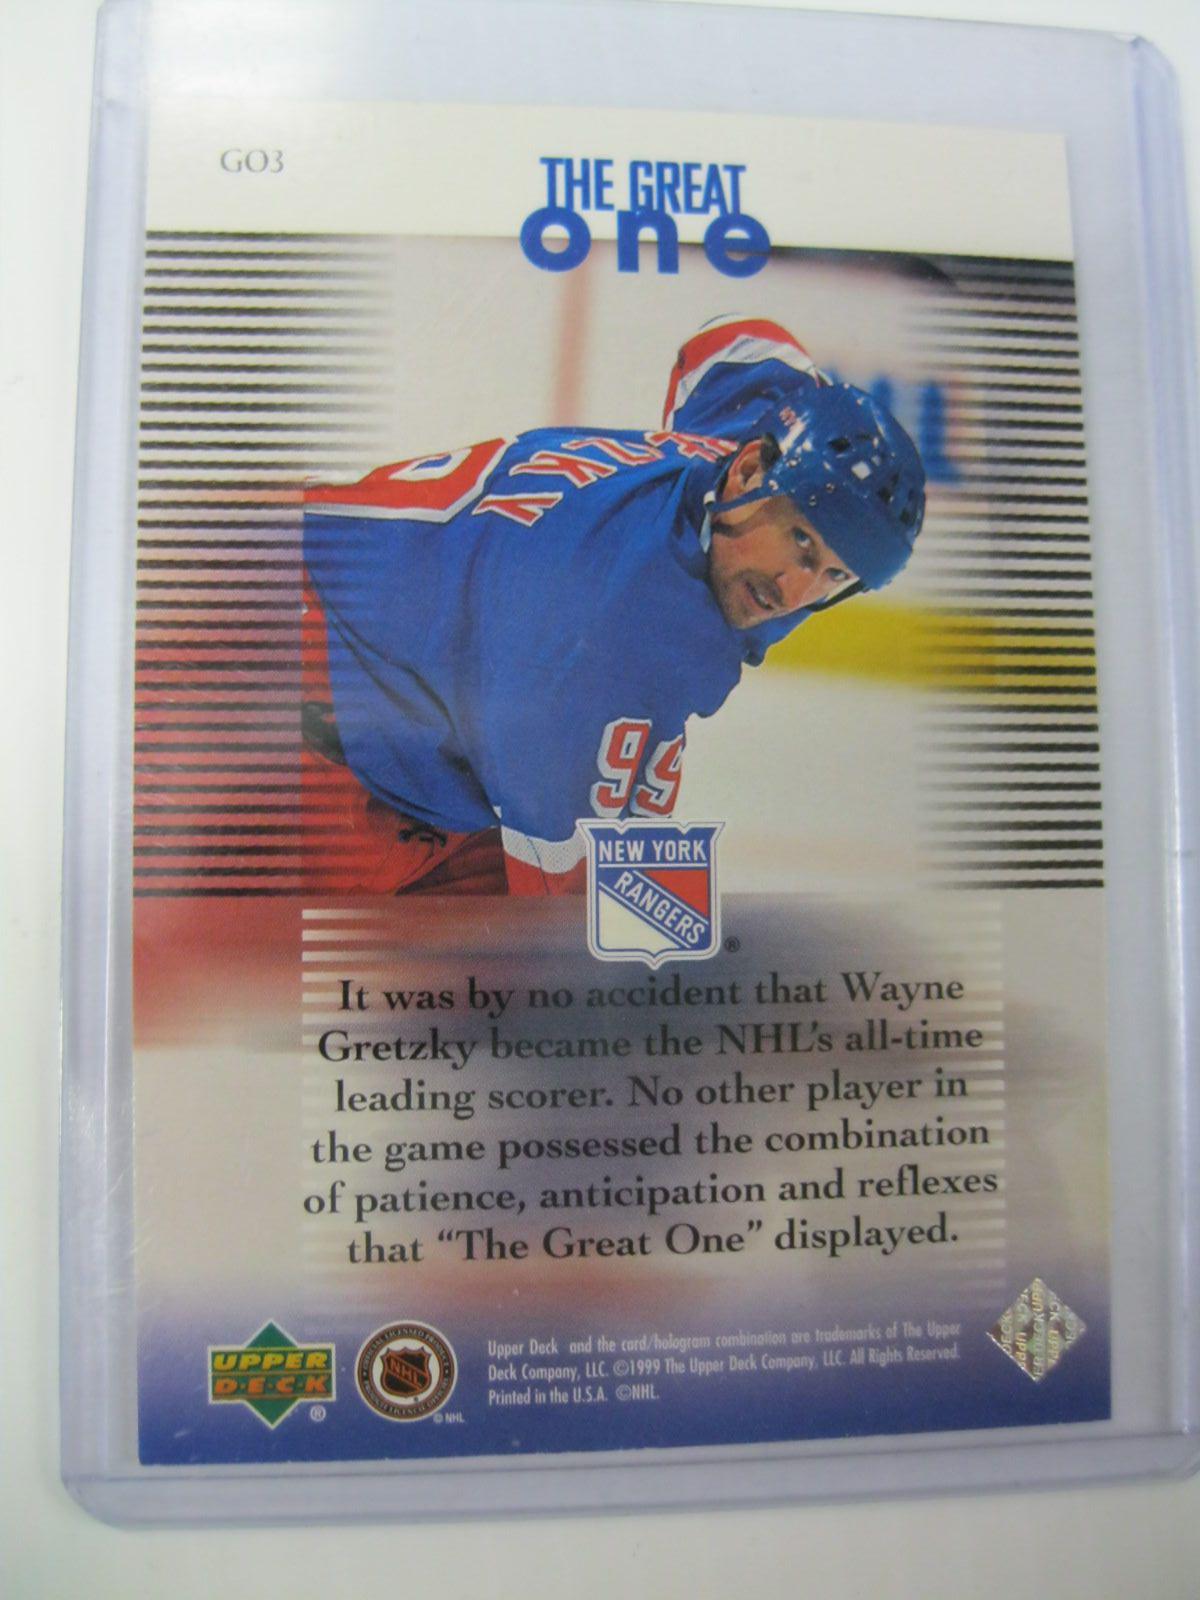 GO3
THE GREAT
one
ZKY
99
NEW YORK
RANGERS
®
It was by no accident that Wayne
Gretzky became the NHL's all-time
leading scorer. No other player in
the game possessed the combination
of patience, anticipation and reflexes
that “The Great One” displayed.
UPPER
D·E·C·K
®
NHL
© NHL
Upper Deck and the card/hologram combination are trademarks of The Upper
Deck Company, LLC. ©1999 The Upper Deck Company, LLC. All Rights Reserved.
Printed in the U.S.A. ©NHL.